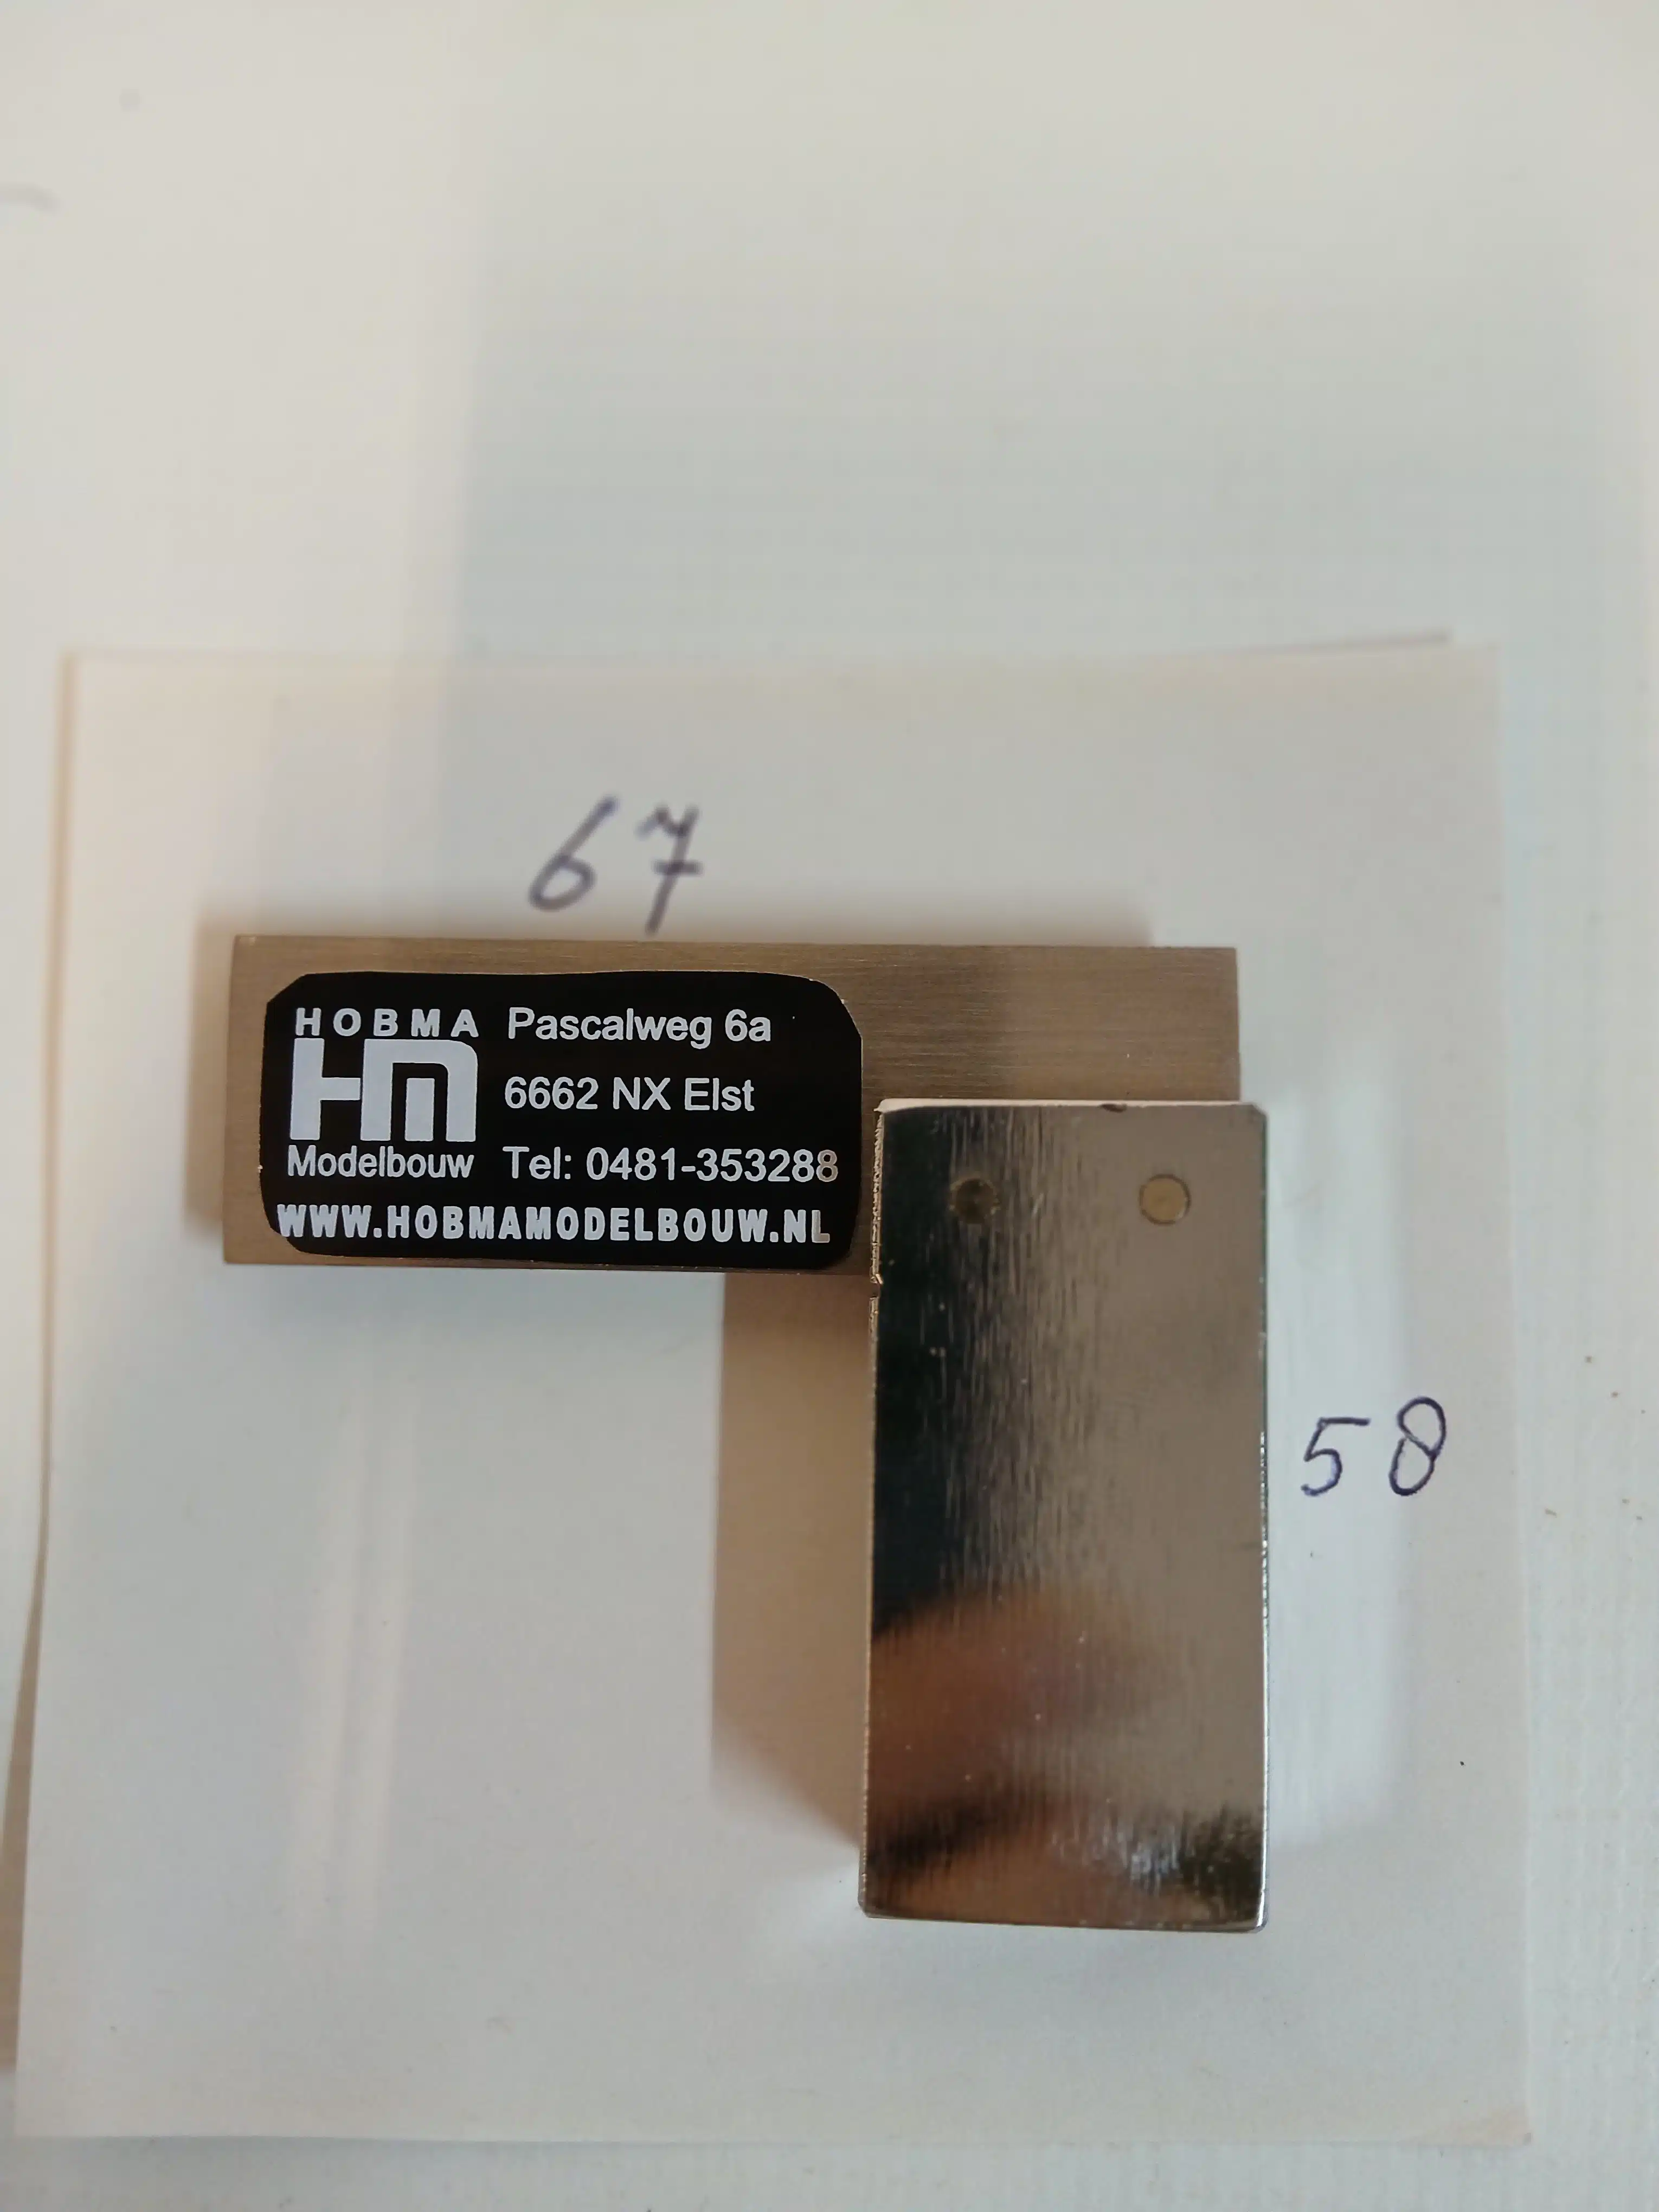 67
HOBMA
HM
Modelbouw
Pascalweg 6a
6662 NX Elst
Tel: 0481-353288
WWW.HOBMAMODELBOUW.NL
58